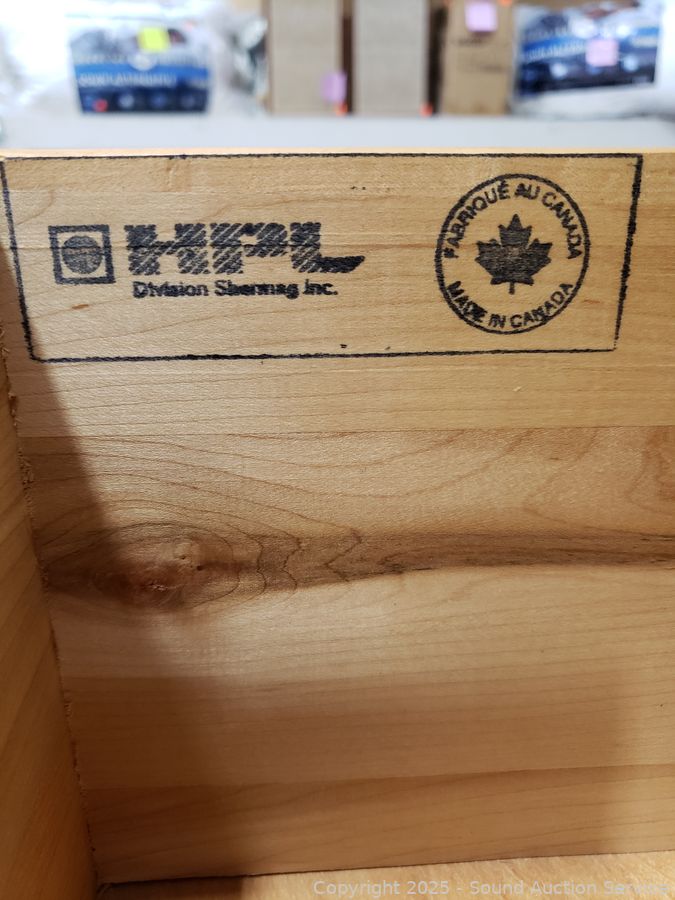 HPL
Division Shermag Inc.
FABRIQUÉ AU CANADA
MADE IN CANADA
Copyright 2025 - Sound Auction Service